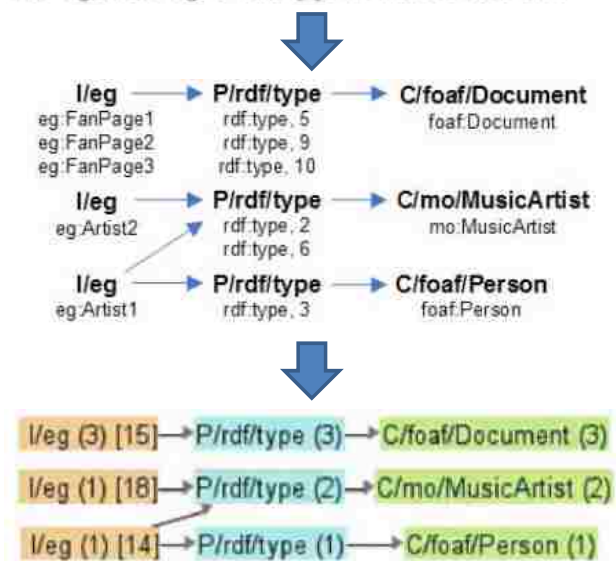 I/eg P/rdf/type C/foaf/Document
eg:FanPage1 rdf:type, 5 foaf:Document
eg:FanPage2 rdf:type, 9
eg:FanPage3 rdf:type, 10
I/eg P/rdf/type C/mo/MusicArtist
eg:Artist2 rdf:type, 2 mo:MusicArtist
rdf:type, 6
I/eg P/rdf/type C/foaf/Person
eg:Artist1 rdf:type, 3 foaf:Person
I/eg (3) [15] P/rdf/type (3) C/foaf/Document (3)
I/eg (1) [18] P/rdf/type (2) C/mo/MusicArtist (2)
I/eg (1) [14] P/rdf/type (1) C/foaf/Person (1)